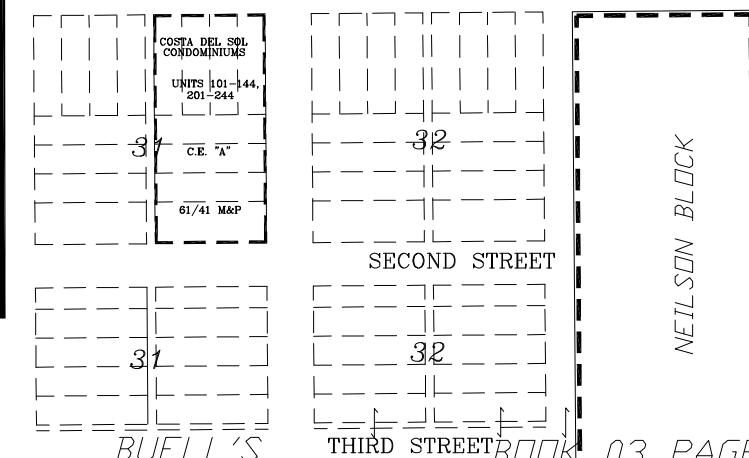 COSTA DEL SOL
CONDOMINIUMS
UNITS 101-144,
201-244
31
C.E. "A"
61/41 M&P
32
NEILSON BLOCK
SECOND STREET
31
32
BUELL'S
THIRD STREET
BOOK 03 PAGE